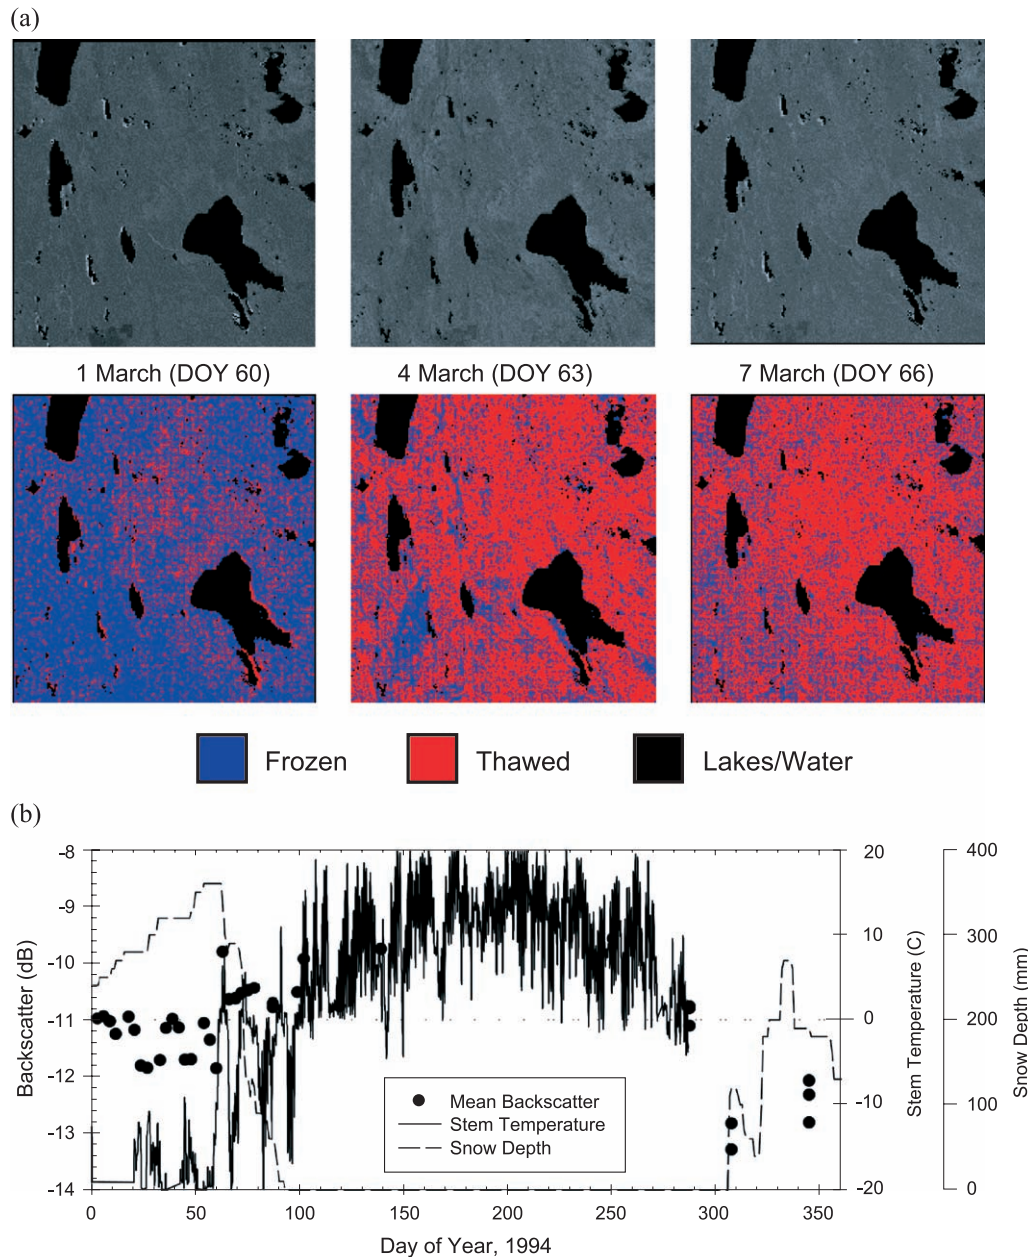 (a)
1 March (DOY 60)
4 March (DOY 63)
7 March (DOY 66)
Frozen
Thawed
Lakes/Water
(b)
Backscatter (dB)
-8
-9
-10
-11
-12
-13
-14
20
10
0
-10
-20
Stem Temperature (C)
400
300
200
100
0
Snow Depth (mm)
Mean Backscatter
Stem Temperature
Snow Depth
0 50 100 150 200 250 300 350
Day of Year, 1994